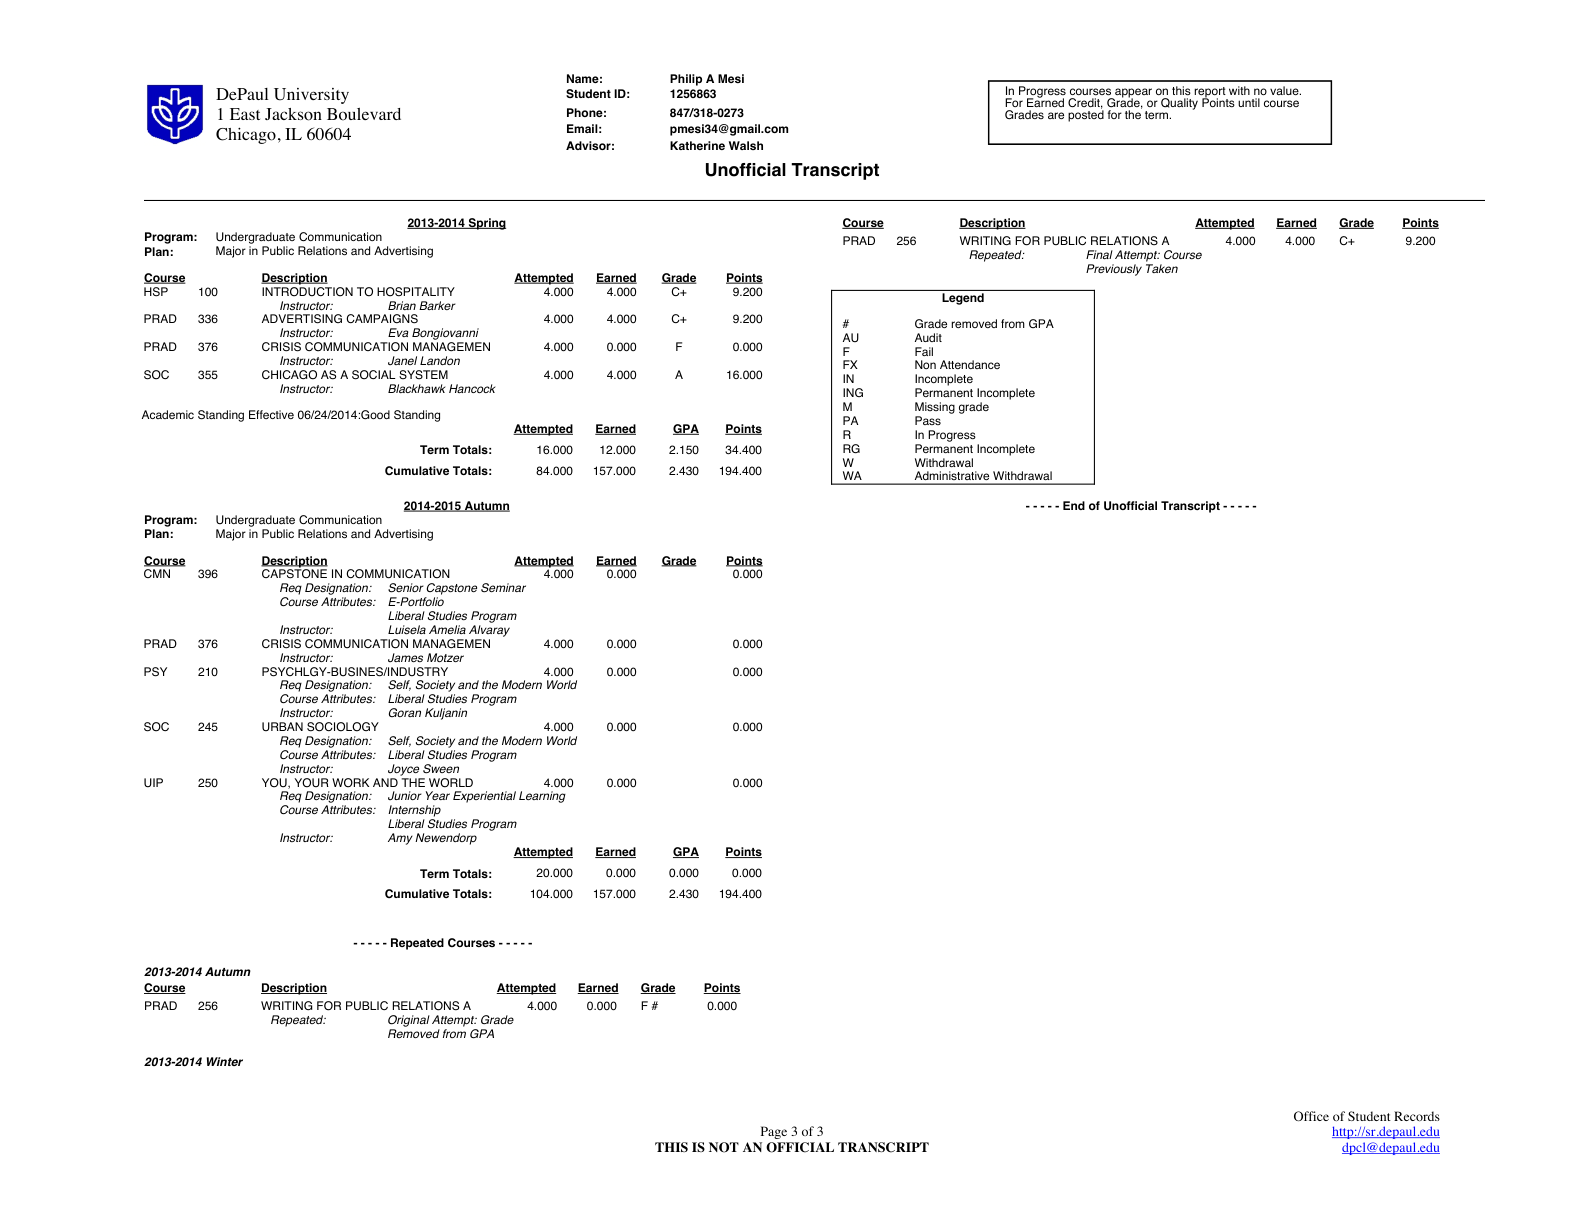 DePaul University
1 East Jackson Boulevard
Chicago, IL 60604
Name: Philip A Mesi
Student ID: 1256863
Phone: 847/318-0273
Email: pmesi34@gmail.com
Advisor: Katherine Walsh
In Progress courses appear on this report with no value.
For Earned Credit, Grade, or Quality Points until course
Grades are posted for the term.
Unofficial Transcript
2013-2014 Spring
Program: Undergraduate Communication
Plan: Major in Public Relations and Advertising
Course Description Attempted Earned Grade Points
HSP 100 INTRODUCTION TO HOSPITALITY 4.000 4.000 C+ 9.200
Instructor: Brian Barker
PRAD 336 ADVERTISING CAMPAIGNS 4.000 4.000 C+ 9.200
Instructor: Eva Bongiovanni
PRAD 376 CRISIS COMMUNICATION MANAGEMEN 4.000 0.000 F 0.000
Instructor: Janel Landon
SOC 355 CHICAGO AS A SOCIAL SYSTEM 4.000 4.000 A 16.000
Instructor: Blackhawk Hancock
Academic Standing Effective 06/24/2014:Good Standing
Attempted Earned GPA Points
Term Totals: 16.000 12.000 2.150 34.400
Cumulative Totals: 84.000 157.000 2.430 194.400
2014-2015 Autumn
Program: Undergraduate Communication
Plan: Major in Public Relations and Advertising
Course Description Attempted Earned Grade Points
CMN 396 CAPSTONE IN COMMUNICATION 4.000 0.000 0.000
Req Designation: Senior Capstone Seminar
Course Attributes: E-Portfolio
Liberal Studies Program
Instructor: Luisela Amelia Alvaray
PRAD 376 CRISIS COMMUNICATION MANAGEMEN 4.000 0.000 0.000
Instructor: James Motzer
PSY 210 PSYCHLGY-BUSINES/INDUSTRY 4.000 0.000 0.000
Req Designation: Self, Society and the Modern World
Course Attributes: Liberal Studies Program
Instructor: Goran Kuljanin
SOC 245 URBAN SOCIOLOGY 4.000 0.000 0.000
Req Designation: Self, Society and the Modern World
Course Attributes: Liberal Studies Program
Instructor: Joyce Sween
UIP 250 YOU, YOUR WORK AND THE WORLD 4.000 0.000 0.000
Req Designation: Junior Year Experiential Learning
Course Attributes: Internship
Liberal Studies Program
Instructor: Amy Newendorp
Attempted Earned GPA Points
Term Totals: 20.000 0.000 0.000 0.000
Cumulative Totals: 104.000 157.000 2.430 194.400
- - - - - Repeated Courses - - - - -
2013-2014 Autumn
Course Description Attempted Earned Grade Points
PRAD 256 WRITING FOR PUBLIC RELATIONS A 4.000 0.000 F # 0.000
Repeated: Original Attempt: Grade
Removed from GPA
2013-2014 Winter
Course Description Attempted Earned Grade Points
PRAD 256 WRITING FOR PUBLIC RELATIONS A 4.000 4.000 C+ 9.200
Repeated: Final Attempt: Course
Previously Taken
Legend
# Grade removed from GPA
AU Audit
F Fail
FX Non Attendance
IN Incomplete
ING Permanent Incomplete
M Missing grade
PA Pass
R In Progress
RG Permanent Incomplete
W Withdrawal
WA Administrative Withdrawal
- - - - - End of Unofficial Transcript - - - - -
Page 3 of 3
THIS IS NOT AN OFFICIAL TRANSCRIPT
Office of Student Records
http://sr.depaul.edu
dpcl@depaul.edu